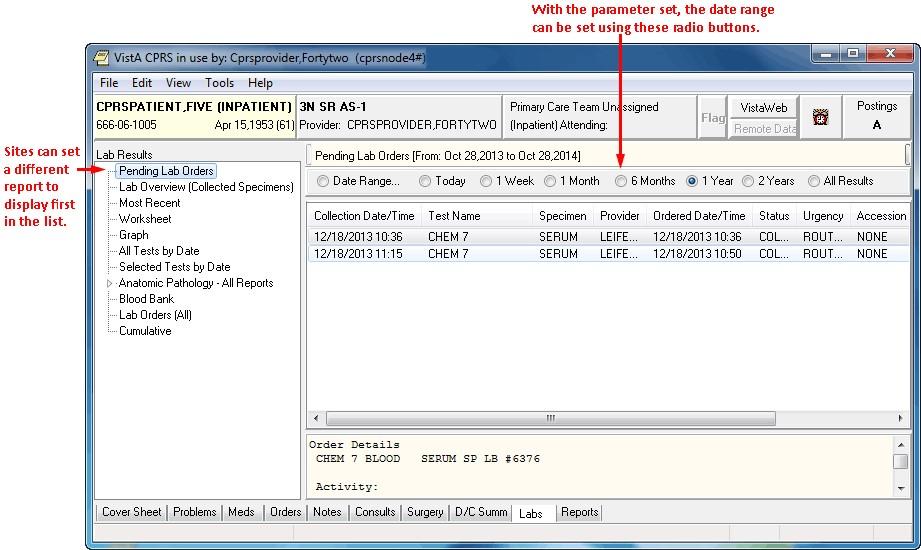 With the parameter set, the date range
can be set using these radio buttons.
VistA CPRS in use by: Cprsprovider,Fortytwo (cprsnode4#)
File Edit View Tools Help
CPRSPATIENT,FIVE (INPATIENT)
666-06-1005 Apr 15,1953 (61)
3N SR AS-1
Provider: CPRSPROVIDER,FORTYTWO
Primary Care Team Unassigned
(Inpatient) Attending:
Flag
VistaWeb
Remote Data
Postings
A
Sites can set
a different
report to
display first
in the list.
Lab Results
Pending Lab Orders
Lab Overview (Collected Specimens)
Most Recent
Worksheet
Graph
All Tests by Date
Selected Tests by Date
Anatomic Pathology - All Reports
Blood Bank
Lab Orders (All)
Cumulative
Pending Lab Orders [From: Oct 28,2013 to Oct 28,2014]
Date Range... Today 1 Week 1 Month 6 Months 1 Year 2 Years All Results
Collection Date/Time Test Name Specimen Provider Ordered Date/Time Status Urgency Accession
12/18/2013 10:36 CHEM 7 SERUM LEIFE... 12/18/2013 10:36 COL... ROUT... NONE
12/18/2013 11:15 CHEM 7 SERUM LEIFE... 12/18/2013 10:50 COL... ROUT... NONE
Order Details
CHEM 7 BLOOD SERUM SP LB #6376
Activity:
Cover Sheet Problems Meds Orders Notes Consults Surgery D/C Summ Labs Reports